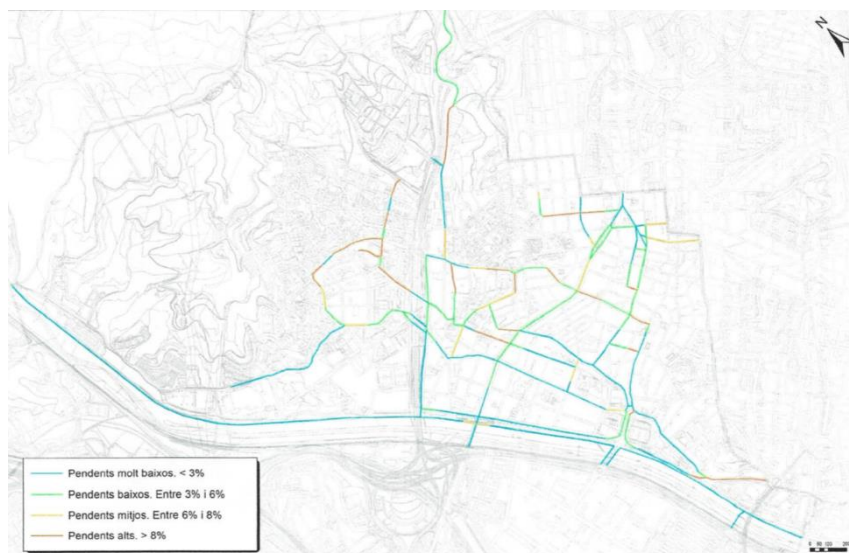 N
Pendents molt baixos. < 3%
Pendents baixos. Entre 3% i 6%
Pendents mitjos. Entre 6% i 8%
Pendents alts. > 8%